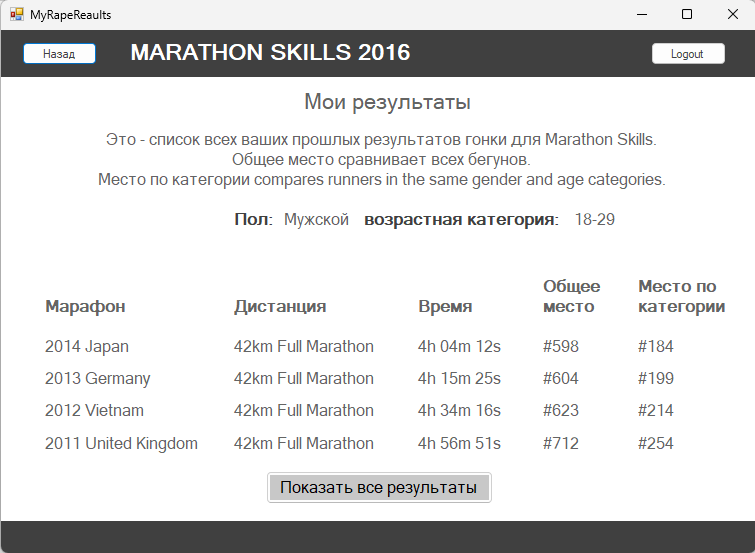 MyRapeReaults
Назад MARATHON SKILLS 2016 Logout
Мои результаты
Это - список всех ваших прошлых результатов гонки для Marathon Skills.
Общее место сравнивает всех бегунов.
Место по категории compares runners in the same gender and age categories.
Пол: Мужской возрастная категория: 18-29
Общее Место по
Марафон Дистанция Время место категории
2014 Japan 42km Full Marathon 4h 04m 12s #598 #184
2013 Germany 42km Full Marathon 4h 15m 25s #604 #199
2012 Vietnam 42km Full Marathon 4h 34m 16s #623 #214
2011 United Kingdom 42km Full Marathon 4h 56m 51s #712 #254
Показать все результаты